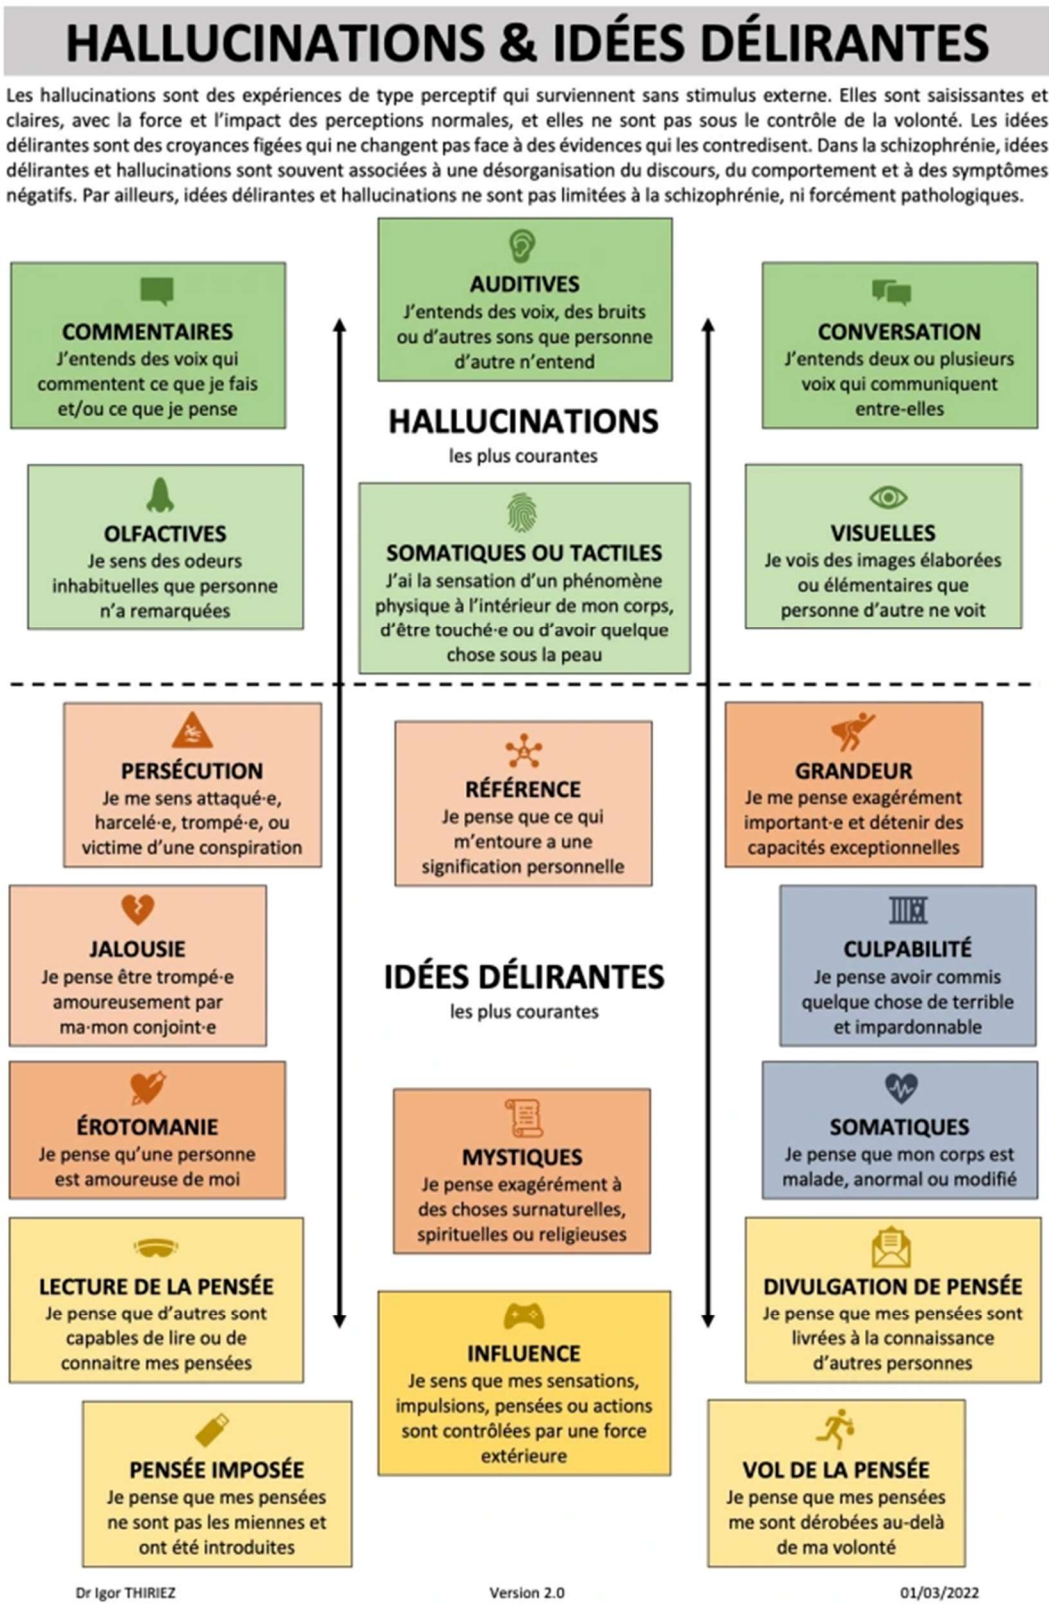 HALLUCINATIONS & IDÉES DÉLIRANTES
Les hallucinations sont des expériences de type perceptif qui surviennent sans stimulus externe. Elles sont saisissantes et
claires, avec la force et l'impact des perceptions normales, et elles ne sont pas sous le contrôle de la volonté. Les idées
délirantes sont des croyances figées qui ne changent pas face à des évidences qui les contredisent. Dans la schizophrénie, idées
délirantes et hallucinations sont souvent associées à une désorganisation du discours, du comportement et à des symptômes
négatifs. Par ailleurs, idées délirantes et hallucinations ne sont pas limitées à la schizophrénie, ni forcément pathologiques.
COMMENTAIRES
J'entends des voix qui
commentent ce que je fais
et/ou ce que je pense
AUDITIVES
J'entends des voix, des bruits
ou d'autres sons que personne
d'autre n'entend
CONVERSATION
J'entends deux ou plusieurs
voix qui communiquent
entre-elles
HALLUCINATIONS
les plus courantes
OLFACTIVES
Je sens des odeurs
inhabituelles que personne
n'a remarquées
SOMATIQUES OU TACTILES
J'ai la sensation d'un phénomène
physique à l'intérieur de mon corps,
d'être touché·e ou d'avoir quelque
chose sous la peau
VISUELLES
Je vois des images élaborées
ou élémentaires que
personne d'autre ne voit
PERSÉCUTION
Je me sens attaqué·e,
harcelé·e, trompé·e, ou
victime d'une conspiration
RÉFÉRENCE
Je pense que ce qui
m'entoure a une
signification personnelle
GRANDEUR
Je me pense exagérément
important·e et détenir des
capacités exceptionnelles
JALOUSIE
Je pense être trompé·e
amoureusement par
ma·mon conjoint·e
IDÉES DÉLIRANTES
les plus courantes
CULPABILITÉ
Je pense avoir commis
quelque chose de terrible
et impardonnable
ÉROTOMANIE
Je pense qu'une personne
est amoureuse de moi
MYSTIQUES
Je pense exagérément à
des choses surnaturelles,
spirituelles ou religieuses
SOMATIQUES
Je pense que mon corps est
malade, anormal ou modifié
LECTURE DE LA PENSÉE
Je pense que d'autres sont
capables de lire ou de
connaitre mes pensées
INFLUENCE
Je sens que mes sensations,
impulsions, pensées ou actions
sont contrôlées par une force
extérieure
DIVULGATION DE PENSÉE
Je pense que mes pensées sont
livrées à la connaissance
d'autres personnes
PENSÉE IMPOSÉE
Je pense que mes pensées
ne sont pas les miennes et
ont été introduites
VOL DE LA PENSÉE
Je pense que mes pensées
me sont dérobées au-delà
de ma volonté
Dr Igor THIRIEZ
Version 2.0
01/03/2022